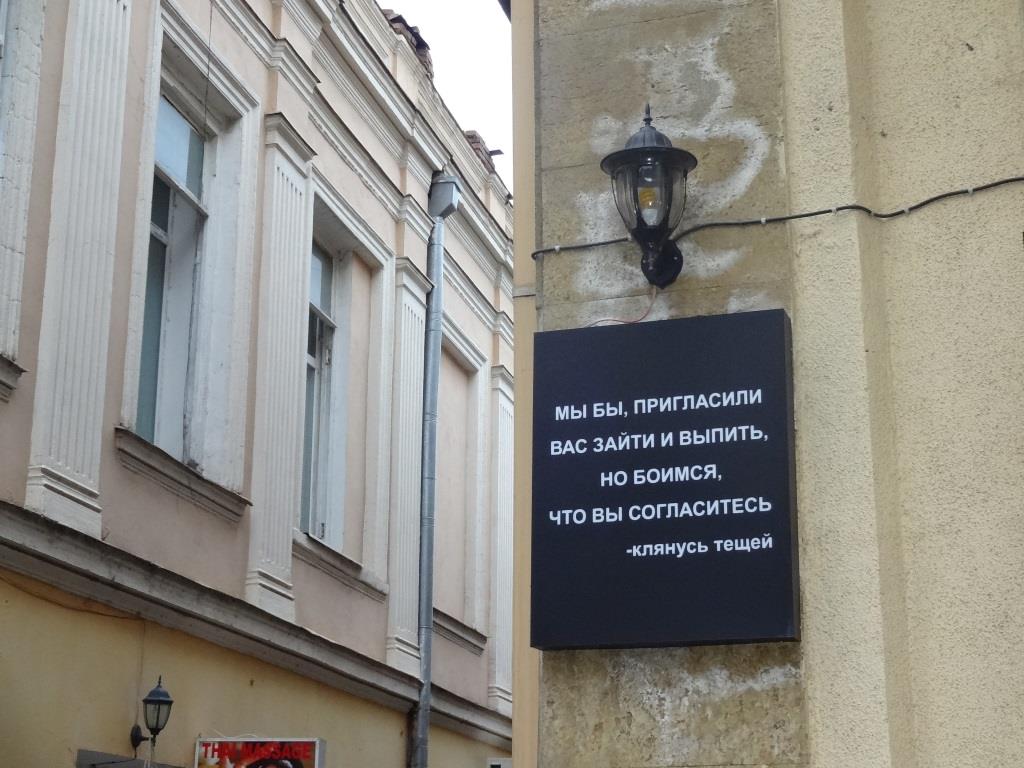 МЫ БЫ, ПРИГЛАСИЛИ
ВАС ЗАЙТИ И ВЫПИТЬ,
НО БОИМСЯ,
ЧТО ВЫ СОГЛАСИТЕСЬ
-клянусь тещей
THAI MASSAGE